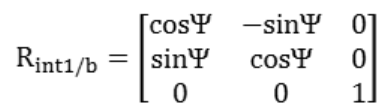 cosΨ −sinΨ 0
R_int1/b = sinΨ cosΨ 0
0 0 1